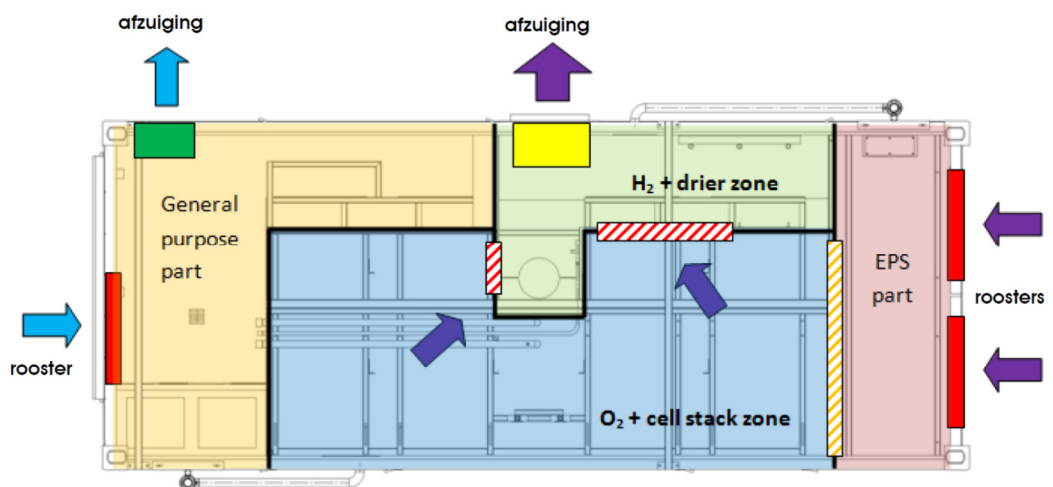 afzuiging
afzuiging
H₂ + drier zone
General
purpose
part
EPS
part
roosters
rooster
O₂ + cell stack zone